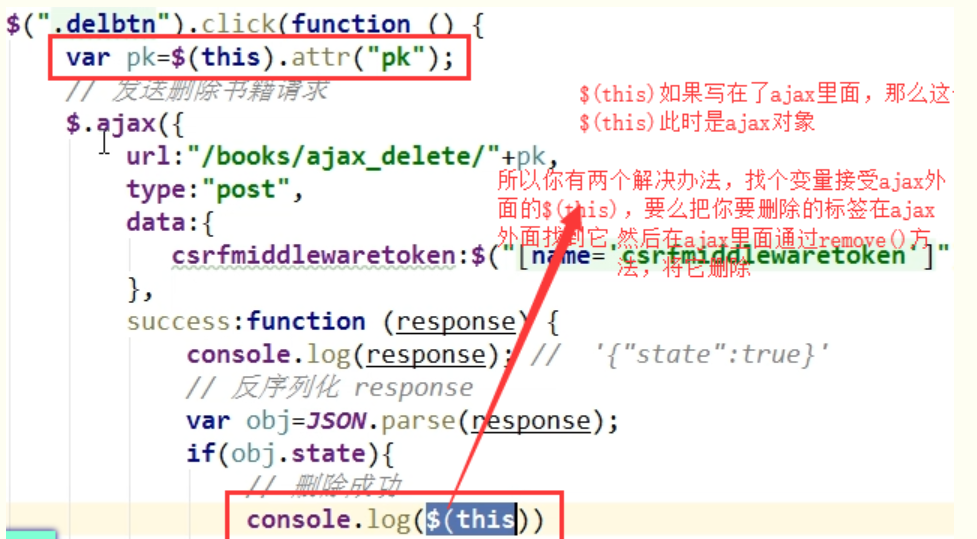 $(".delbtn").click(function () {
var pk=$(this).attr("pk");
// 发送删除书籍请求
$(this)如果写在了ajax里面，那么这
$.ajax({
$(this)此时是ajax对象
url:"/books/ajax_delete/"+pk,
所以你有两个解决办法，找个变量接受ajax外
type:"post",
面的$(this)，要么把你要删除的标签在ajax
data:{
外面找到它，然后在ajax里面通过remove()方
csrfmiddlewaretoken:$("[name='csrfmiddlewaretoken']"
法，将它删除
},
success:function (response) {
console.log(response); // '{"state":true}'
// 反序列化 response
var obj=JSON.parse(response);
if(obj.state){
// 删除成功
console.log($(this))